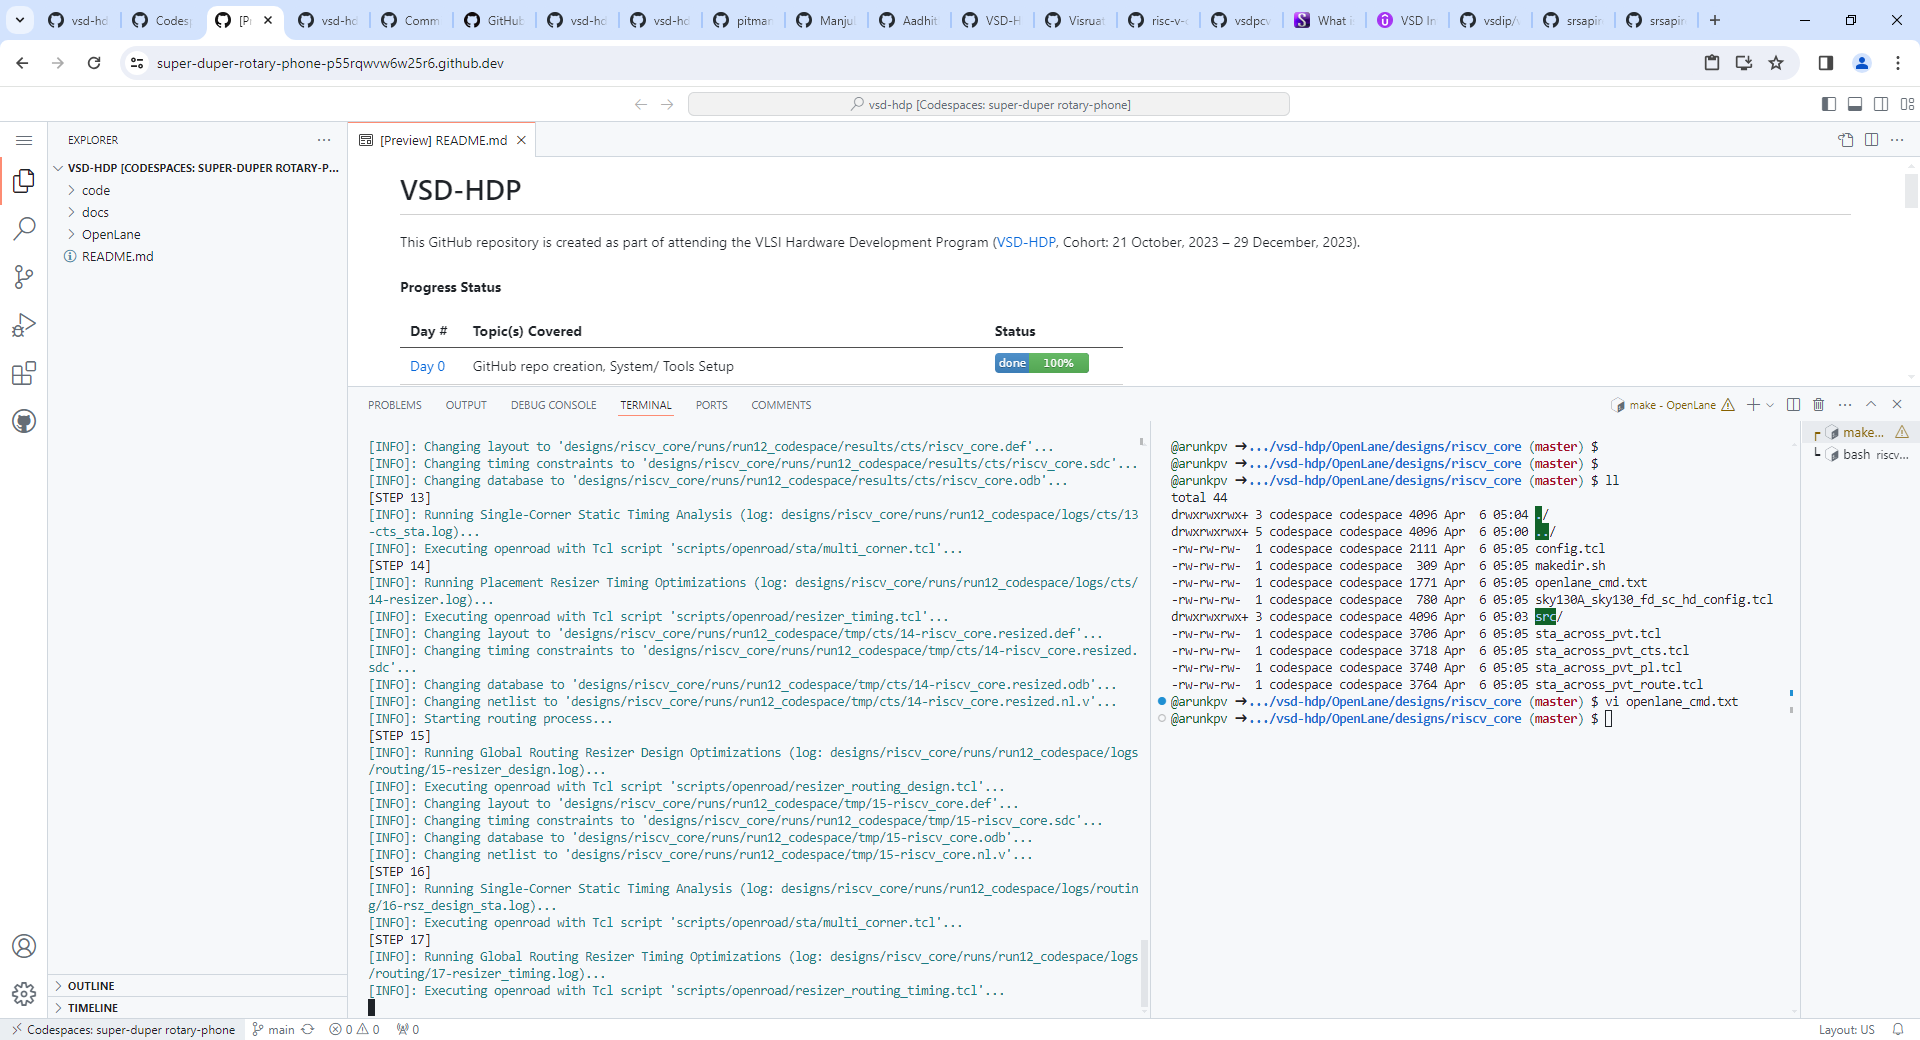 vsd-hd
Codesp
[Pr
vsd-hd
Comm
GitHub
vsd-hd
vsd-hd
pitman
Manju
Aadhit
VSD-H
Visruat
risc-v-c
vsdpcv
What i
VSD In
vsdip/
srsapir
srsapir
super-duper-rotary-phone-p55rqwvw6w25r6.github.dev
vsd-hdp [Codespaces: super-duper rotary-phone]
EXPLORER
VSD-HDP [CODESPACES: SUPER-DUPER ROTARY-P...
code
docs
OpenLane
README.md
OUTLINE
TIMELINE
[Preview] README.md
VSD-HDP
This GitHub repository is created as part of attending the VLSI Hardware Development Program (VSD-HDP, Cohort: 21 October, 2023 – 29 December, 2023).
Progress Status
Day # Topic(s) Covered Status
Day 0 GitHub repo creation, System/ Tools Setup done 100%
PROBLEMS OUTPUT DEBUG CONSOLE TERMINAL PORTS COMMENTS
make - OpenLane
[INFO]: Changing layout to 'designs/riscv_core/runs/run12_codespace/results/cts/riscv_core.def'...
[INFO]: Changing timing constraints to 'designs/riscv_core/runs/run12_codespace/results/cts/riscv_core.sdc'...
[INFO]: Changing database to 'designs/riscv_core/runs/run12_codespace/results/cts/riscv_core.odb'...
[STEP 13]
[INFO]: Running Single-Corner Static Timing Analysis (log: designs/riscv_core/runs/run12_codespace/logs/cts/13
-cts_sta.log)...
[INFO]: Executing openroad with Tcl script 'scripts/openroad/sta/multi_corner.tcl'...
[STEP 14]
[INFO]: Running Placement Resizer Timing Optimizations (log: designs/riscv_core/runs/run12_codespace/logs/cts/
14-resizer.log)...
[INFO]: Executing openroad with Tcl script 'scripts/openroad/resizer_timing.tcl'...
[INFO]: Changing layout to 'designs/riscv_core/runs/run12_codespace/tmp/cts/14-riscv_core.resized.def'...
[INFO]: Changing timing constraints to 'designs/riscv_core/runs/run12_codespace/tmp/cts/14-riscv_core.resized.
sdc'...
[INFO]: Changing database to 'designs/riscv_core/runs/run12_codespace/tmp/cts/14-riscv_core.resized.odb'...
[INFO]: Changing netlist to 'designs/riscv_core/runs/run12_codespace/tmp/cts/14-riscv_core.resized.nl.v'...
[INFO]: Starting routing process...
[STEP 15]
[INFO]: Running Global Routing Resizer Design Optimizations (log: designs/riscv_core/runs/run12_codespace/logs
/routing/15-resizer_design.log)...
[INFO]: Executing openroad with Tcl script 'scripts/openroad/resizer_routing_design.tcl'...
[INFO]: Changing layout to 'designs/riscv_core/runs/run12_codespace/tmp/15-riscv_core.def'...
[INFO]: Changing timing constraints to 'designs/riscv_core/runs/run12_codespace/tmp/15-riscv_core.sdc'...
[INFO]: Changing database to 'designs/riscv_core/runs/run12_codespace/tmp/15-riscv_core.odb'...
[INFO]: Changing netlist to 'designs/riscv_core/runs/run12_codespace/tmp/15-riscv_core.nl.v'...
[STEP 16]
[INFO]: Running Single-Corner Static Timing Analysis (log: designs/riscv_core/runs/run12_codespace/logs/routin
g/16-rsz_design_sta.log)...
[INFO]: Executing openroad with Tcl script 'scripts/openroad/sta/multi_corner.tcl'...
[STEP 17]
[INFO]: Running Global Routing Resizer Timing Optimizations (log: designs/riscv_core/runs/run12_codespace/logs
/routing/17-resizer_timing.log)...
[INFO]: Executing openroad with Tcl script 'scripts/openroad/resizer_routing_timing.tcl'...
@arunkpv ➜.../vsd-hdp/OpenLane/designs/riscv_core (master) $
@arunkpv ➜.../vsd-hdp/OpenLane/designs/riscv_core (master) $
@arunkpv ➜.../vsd-hdp/OpenLane/designs/riscv_core (master) $ ll
total 44
drwxrwxrwx+ 3 codespace codespace 4096 Apr  6 05:04 ./
drwxrwxrwx+ 5 codespace codespace 4096 Apr  6 05:00 ../
-rw-rw-rw-  1 codespace codespace 2111 Apr  6 05:05 config.tcl
-rw-rw-rw-  1 codespace codespace  309 Apr  6 05:05 makedir.sh
-rw-rw-rw-  1 codespace codespace 1771 Apr  6 05:05 openlane_cmd.txt
-rw-rw-rw-  1 codespace codespace  780 Apr  6 05:05 sky130A_sky130_fd_sc_hd_config.tcl
drwxrwxrwx+ 3 codespace codespace 4096 Apr  6 05:03 src/
-rw-rw-rw-  1 codespace codespace 3706 Apr  6 05:05 sta_across_pvt.tcl
-rw-rw-rw-  1 codespace codespace 3718 Apr  6 05:05 sta_across_pvt_cts.tcl
-rw-rw-rw-  1 codespace codespace 3740 Apr  6 05:05 sta_across_pvt_pl.tcl
-rw-rw-rw-  1 codespace codespace 3764 Apr  6 05:05 sta_across_pvt_route.tcl
@arunkpv ➜.../vsd-hdp/OpenLane/designs/riscv_core (master) $ vi openlane_cmd.txt
@arunkpv ➜.../vsd-hdp/OpenLane/designs/riscv_core (master) $
make...
bash riscv...
Codespaces: super-duper rotary-phone
main
0
0
0
Layout: US